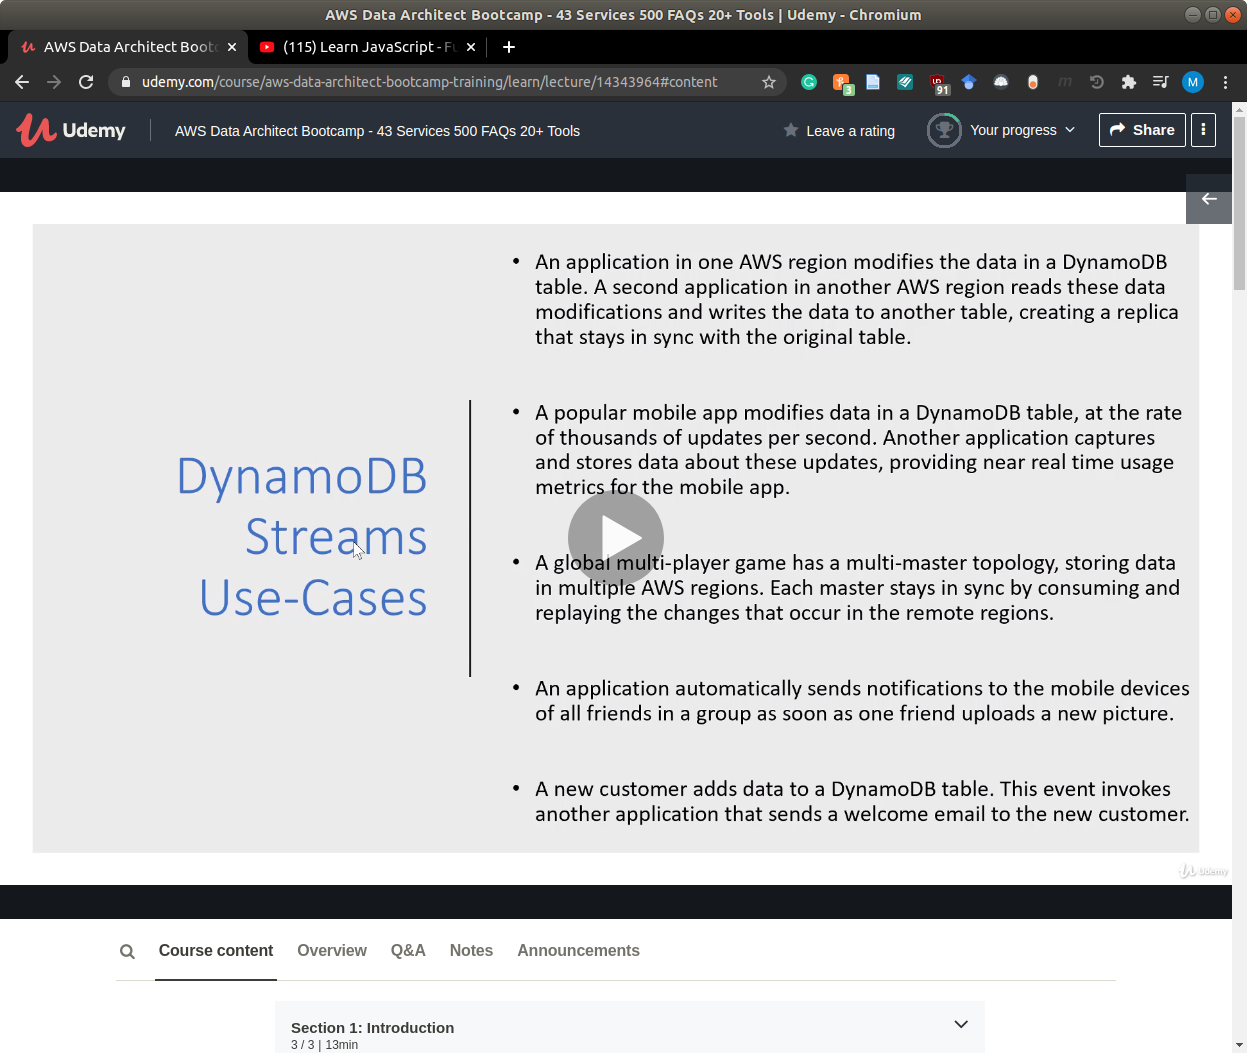 AWS Data Architect Bootcamp - 43 Services 500 FAQs 20+ Tools | Udemy - Chromium
AWS Data Architect Bootc
(115) Learn JavaScript - Fu
udemy.com/course/aws-data-architect-bootcamp-training/learn/lecture/14343964#content
3
91
M
Udemy
AWS Data Architect Bootcamp - 43 Services 500 FAQs 20+ Tools
Leave a rating
Your progress
Share
DynamoDB
Streams
Use-Cases
• An application in one AWS region modifies the data in a DynamoDB
table. A second application in another AWS region reads these data
modifications and writes the data to another table, creating a replica
that stays in sync with the original table.
• A popular mobile app modifies data in a DynamoDB table, at the rate
of thousands of updates per second. Another application captures
and stores data about these updates, providing near real time usage
metrics for the mobile app.
• A global multi-player game has a multi-master topology, storing data
in multiple AWS regions. Each master stays in sync by consuming and
replaying the changes that occur in the remote regions.
• An application automatically sends notifications to the mobile devices
of all friends in a group as soon as one friend uploads a new picture.
• A new customer adds data to a DynamoDB table. This event invokes
another application that sends a welcome email to the new customer.
Udemy
Course content
Overview
Q&A
Notes
Announcements
Section 1: Introduction
3 / 3 | 13min